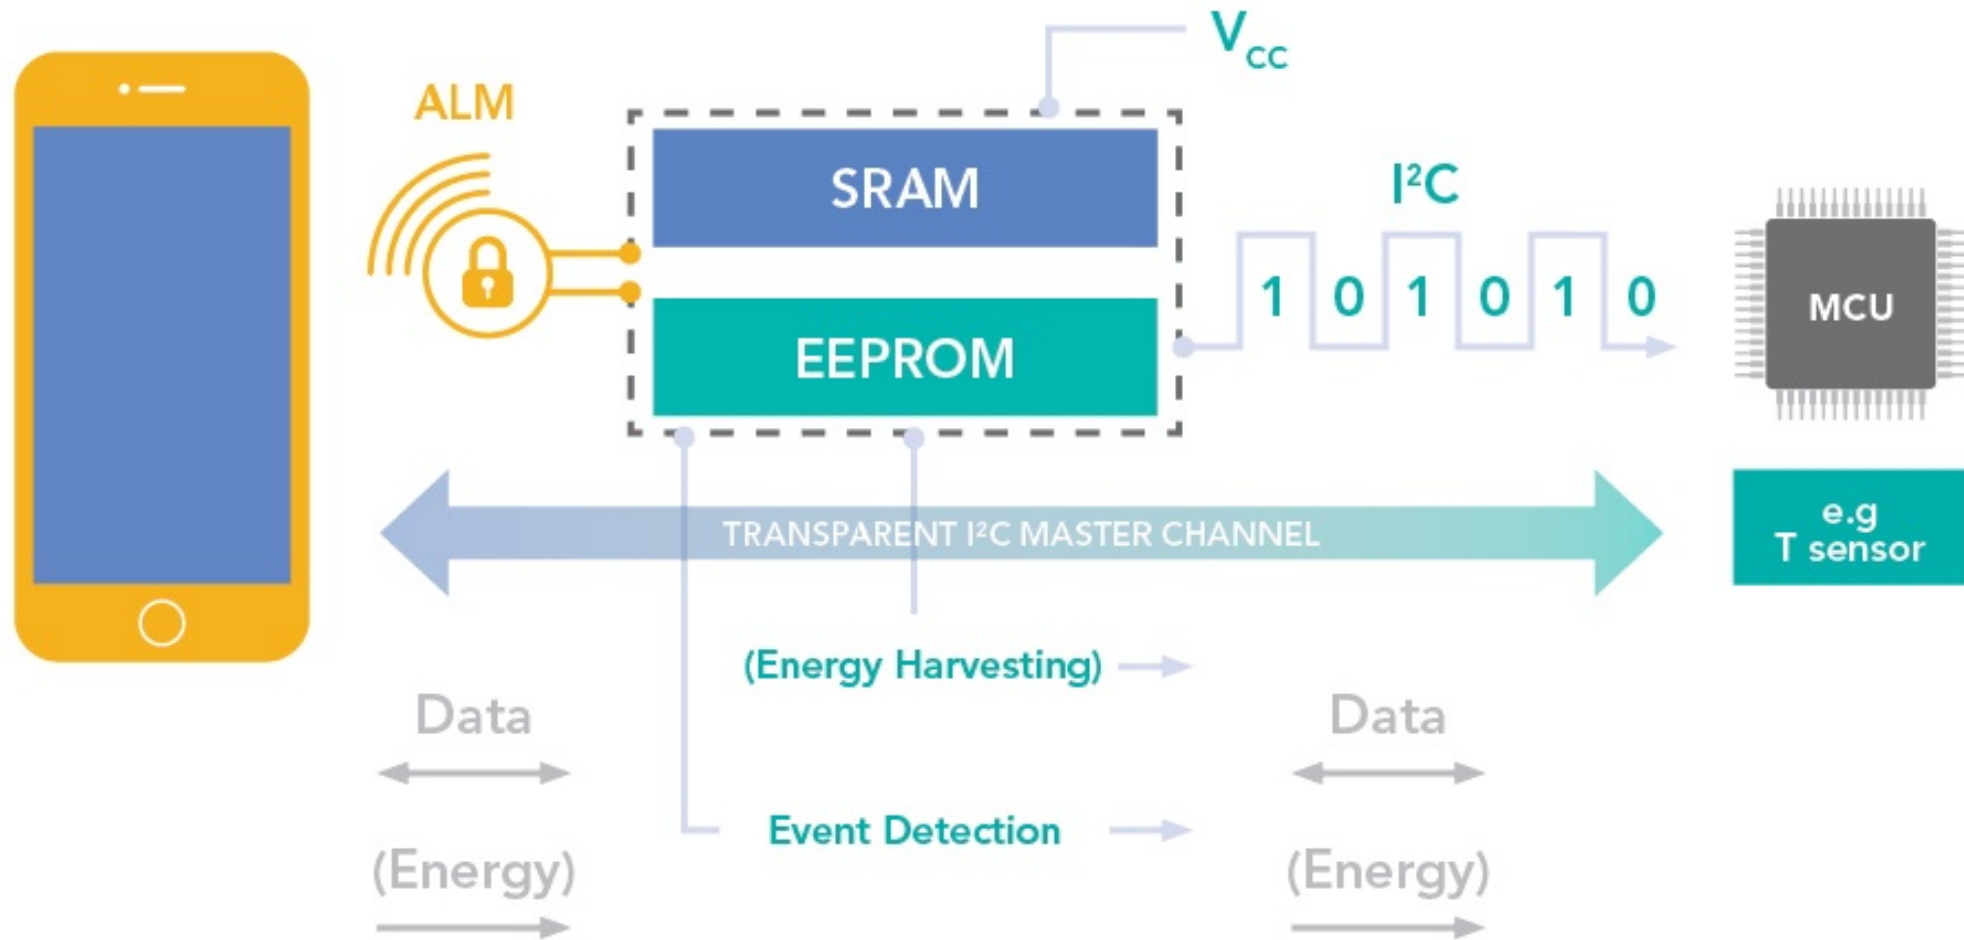 V_CC
ALM
SRAM
I²C
1 0 1 0 1 0
MCU
EEPROM
TRANSPARENT I²C MASTER CHANNEL
e.g
T sensor
(Energy Harvesting)
Data
Data
Event Detection
(Energy)
(Energy)